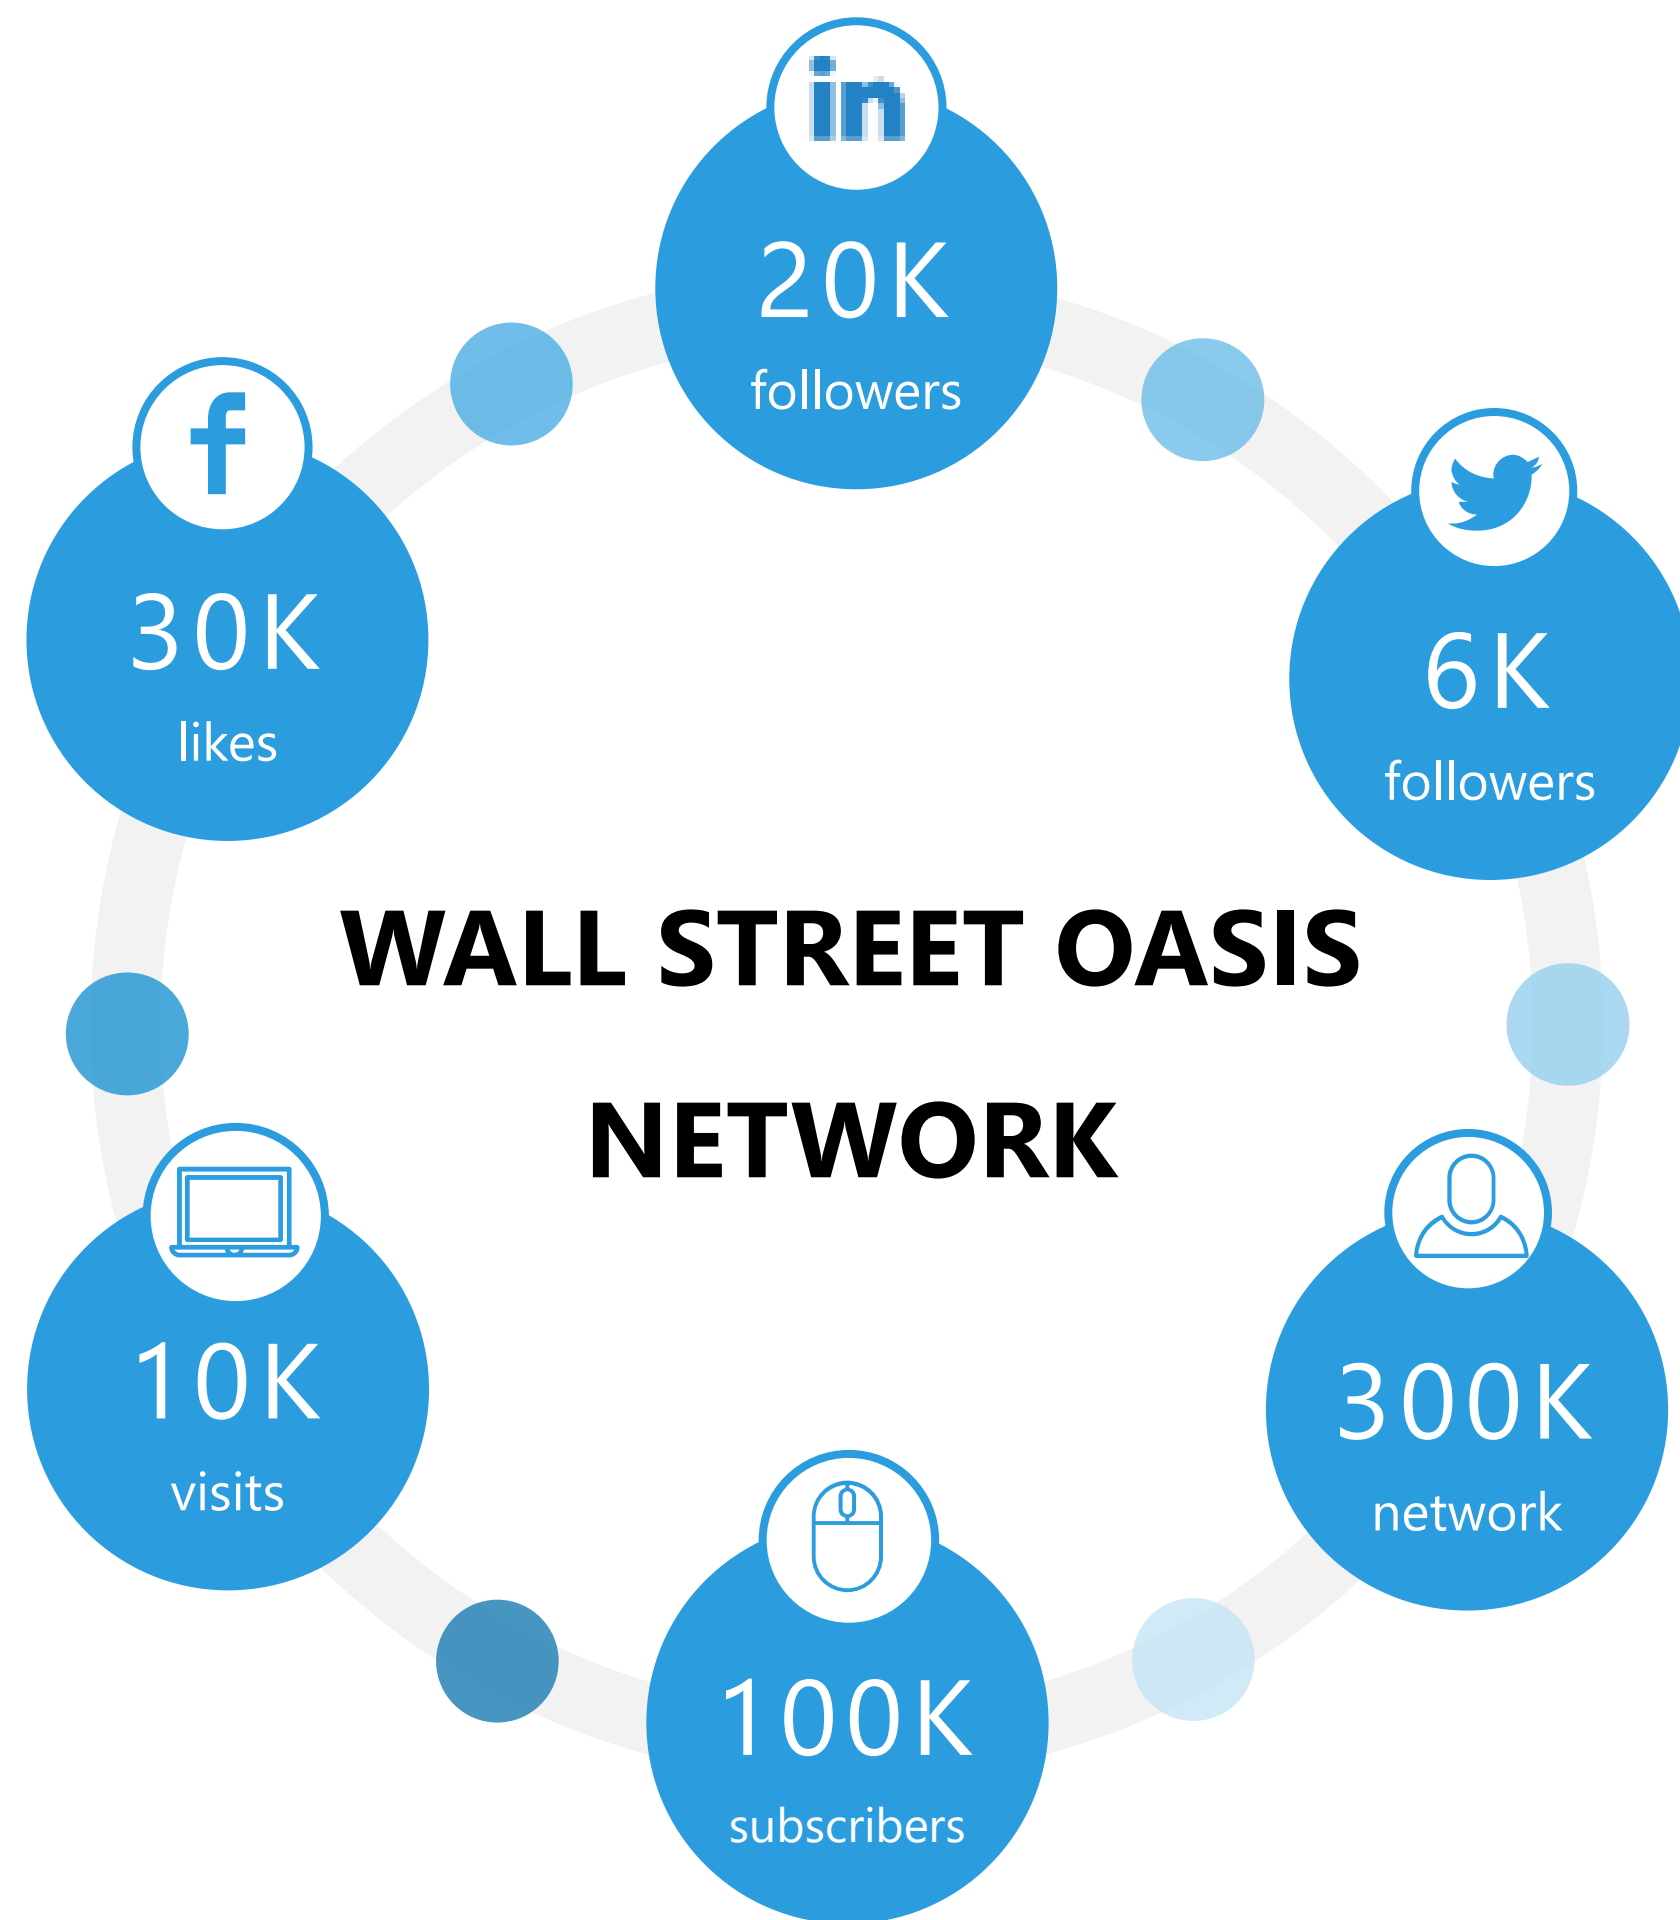 in
20K
followers
f
30K
likes
6K
followers
WALL STREET OASIS
NETWORK
10K
visits
300K
network
100K
subscribers